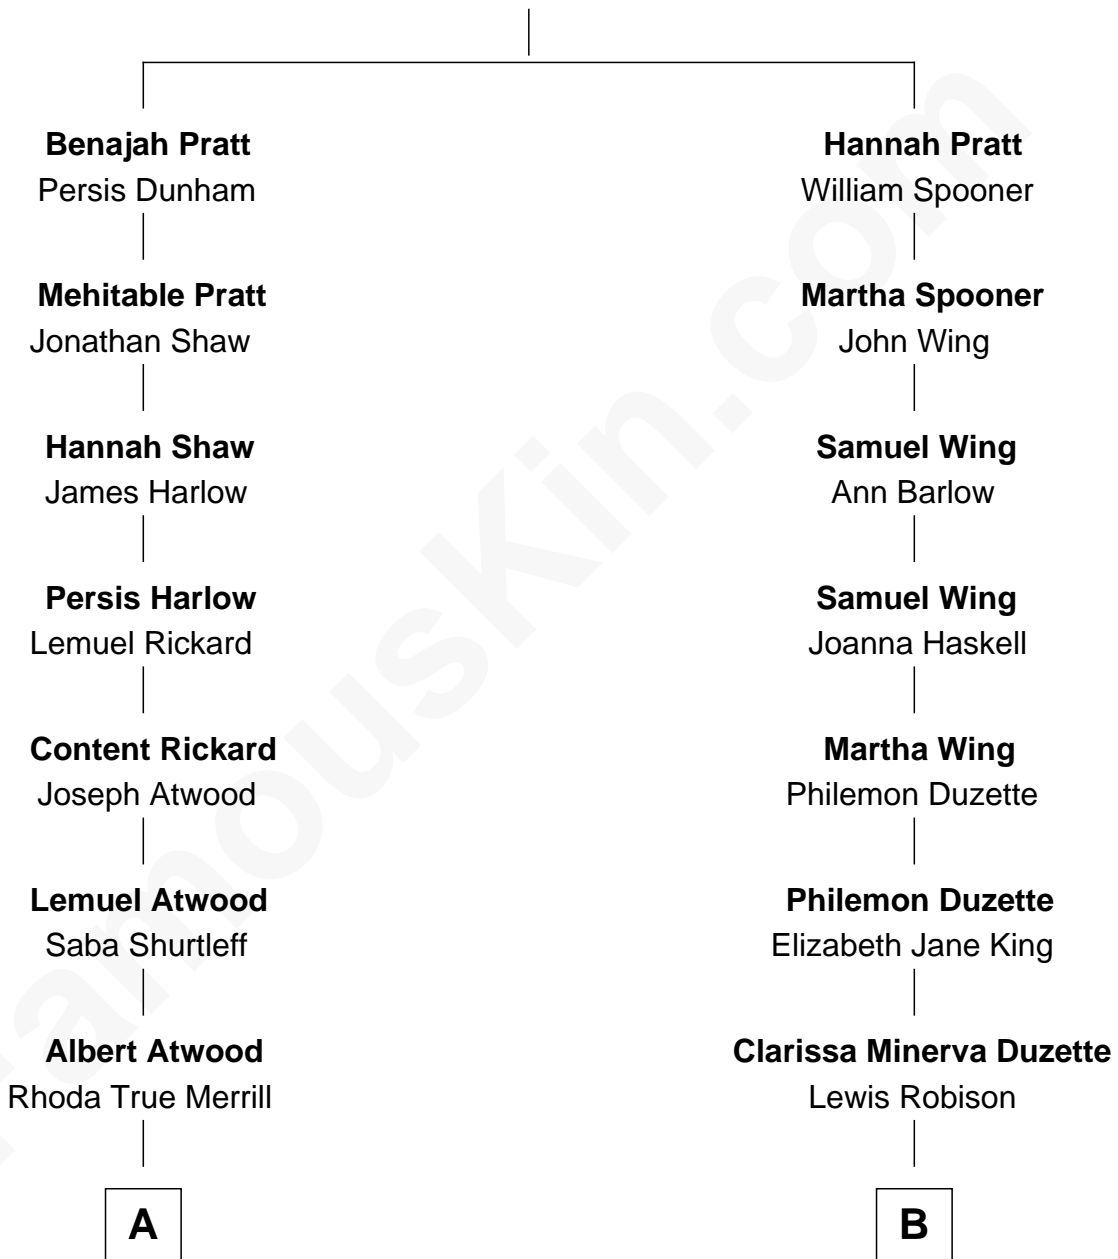 Benajah Pratt
Persis Dunham
Mehitable Pratt
Jonathan Shaw
Hannah Shaw
James Harlow
Persis Harlow
Lemuel Rickard
Content Rickard
Joseph Atwood
Lemuel Atwood
Saba Shurtleff
Albert Atwood
Rhoda True Merrill
A
Hannah Pratt
William Spooner
Martha Spooner
John Wing
Samuel Wing
Ann Barlow
Samuel Wing
Joanna Haskell
Martha Wing
Philemon Duzette
Philemon Duzette
Elizabeth Jane King
Clarissa Minerva Duzette
Lewis Robison
B
FamousKin.com